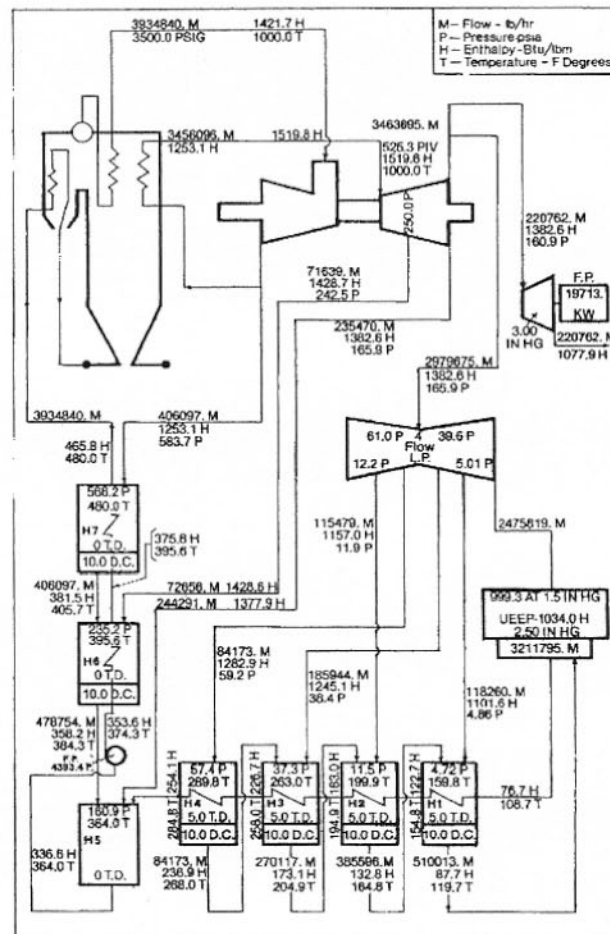 M- Flow - lb/hr
P- Pressure-psia
H- Enthalpy-Btu/lbm
T- Temperature - F Degrees
3934840. M
3500.0 PSIG
1421.7 H
1000.0 T
3456096. M
1253.1 H
1519.8 H
3463695. M
526.3 PIV
1519.8 H
1000.0 T
250.0 P
220762. M
1382.6 H
160.9 P
F.P.
19713.
KW
3.00
IN HG
220762. M
1077.9 H
71639. M
1428.7 H
242.5 P
235470. M
1382.6 H
165.9 P
2979675. M
1382.6 H
165.9 P
61.0 P
4
39.6 P
Flow
L.P.
12.2 P
5.01 P
3934840. M
406097. M
1253.1 H
583.7 P
465.8 H
480.0 T
566.2 P
480.0 T
H7
0 T.D.
10.0 D.C.
375.8 H
395.6 T
406097. M
381.5 H
405.7 T
72656. M 1428.6 H
244291. M 1377.9 H
235.2 P
395.6 T
H6
0 T.D.
10.0 D.C.
115479. M
1157.0 H
11.9 P
2475819. M
999.3 AT 1.5 IN HG
UEEP-1034.0 H
2.50 IN HG
3211795. M
84173. M
1282.9 H
59.2 P
185944. M
1245.1 H
38.4 P
118260. M
1101.6 H
4.86 P
478754. M
358.2 H
384.3 T
353.6 H
374.3 T
4393.4 P
160.9 P
364.0 T
H5
0 T.D.
336.6 H
364.0 T
284.8 T
254.1 H
57.4 P
289.8 T
H4
5.0 T.D.
10.0 D.C.
258.0 T
226.7 H
37.3 P
263.0 T
H3
5.0 T.D.
10.0 D.C.
194.9 T
163.0 H
11.5 P
199.9 T
H2
5.0 T.D.
10.0 D.C.
154.8 T
122.7 H
4.72 P
159.8 T
H1
5.0 T.D.
10.0 D.C.
76.7 H
108.7 T
84173. M
236.9 H
268.0 T
270117. M
173.1 H
204.9 T
385596. M
132.8 H
164.8 T
510013. M
87.7 H
119.7 T